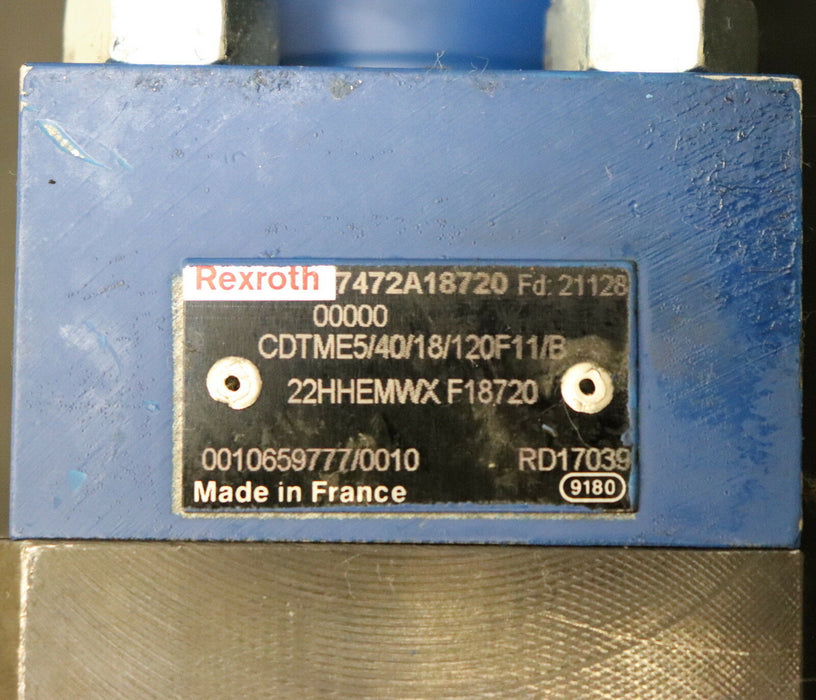 Rexroth 7472A18720 Fd: 21128
00000
CDTME5/40/18/120F11/B
22HHEMWX F18720
0010659777/0010 RD17039
Made in France 9180